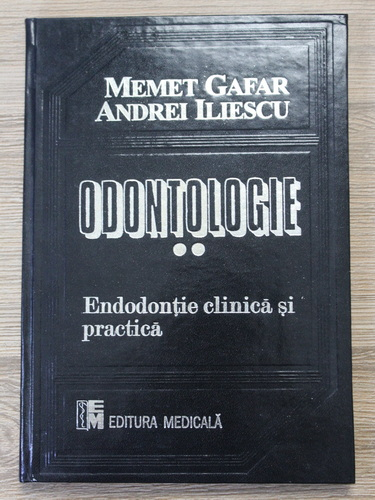 MEMET GAFAR
ANDREI ILIESCU
ODONTOLOGIE
••
Endodonție clinică și
practică
EM EDITURA MEDICALĂ